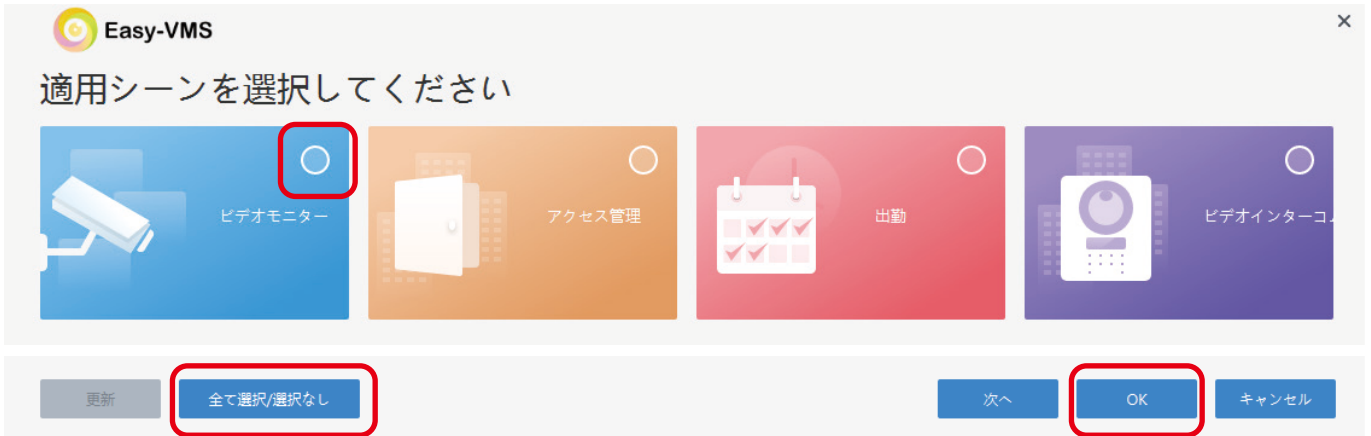 Easy-VMS
適用シーンを選択してください
ビデオモニター
アクセス管理
出勤
ビデオインターコ
更新
全て選択/選択なし
次へ
OK
キャンセル